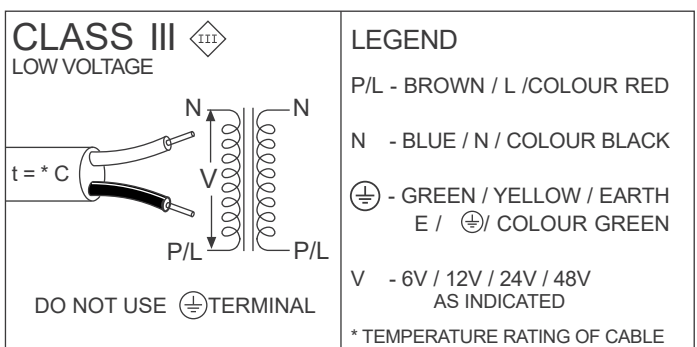 CLASS III III
LOW VOLTAGE
N N
t = * C
V
P/L P/L
DO NOT USE ⏚ TERMINAL
LEGEND
P/L - BROWN / L /COLOUR RED
N - BLUE / N / COLOUR BLACK
⏚ - GREEN / YELLOW / EARTH
E / ⏚/ COLOUR GREEN
V - 6V / 12V / 24V / 48V
AS INDICATED
* TEMPERATURE RATING OF CABLE